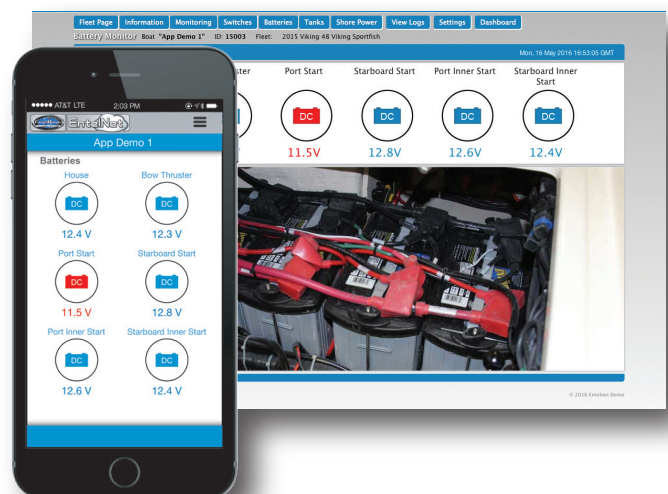 Fleet Page Information Monitoring Switches Batteries Tanks Shore Power View Logs Settings Dashboard
Battery Monitor Boat "App Demo 1" ID: 15003 Fleet: 2015 Viking 48 Viking Sportfish
Mon, 16 May 2016 16:53:05 GMT
Port Start Starboard Start Port Inner Start Starboard Inner
Start
DC DC DC DC
11.5V 12.8V 12.6V 12.4V
© 2016 EntelNet Demo
AT&T LTE 2:03 PM
EntelNet
App Demo 1
Batteries
House Bow Thruster
DC DC
12.4 V 12.3 V
Port Start Starboard Start
DC DC
11.5 V 12.8 V
Port Inner Start Starboard Inner Start
DC DC
12.6 V 12.4 V